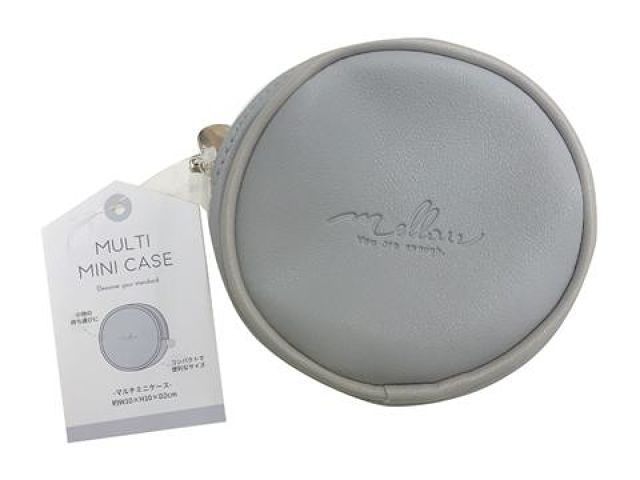 MULTI
MINI CASE
Become your standard.
小物の
持ち運びに
コンパクトで
便利なサイズ
-マルチミニケース-
約W10×H10×D2cm
mellow
You are enough.